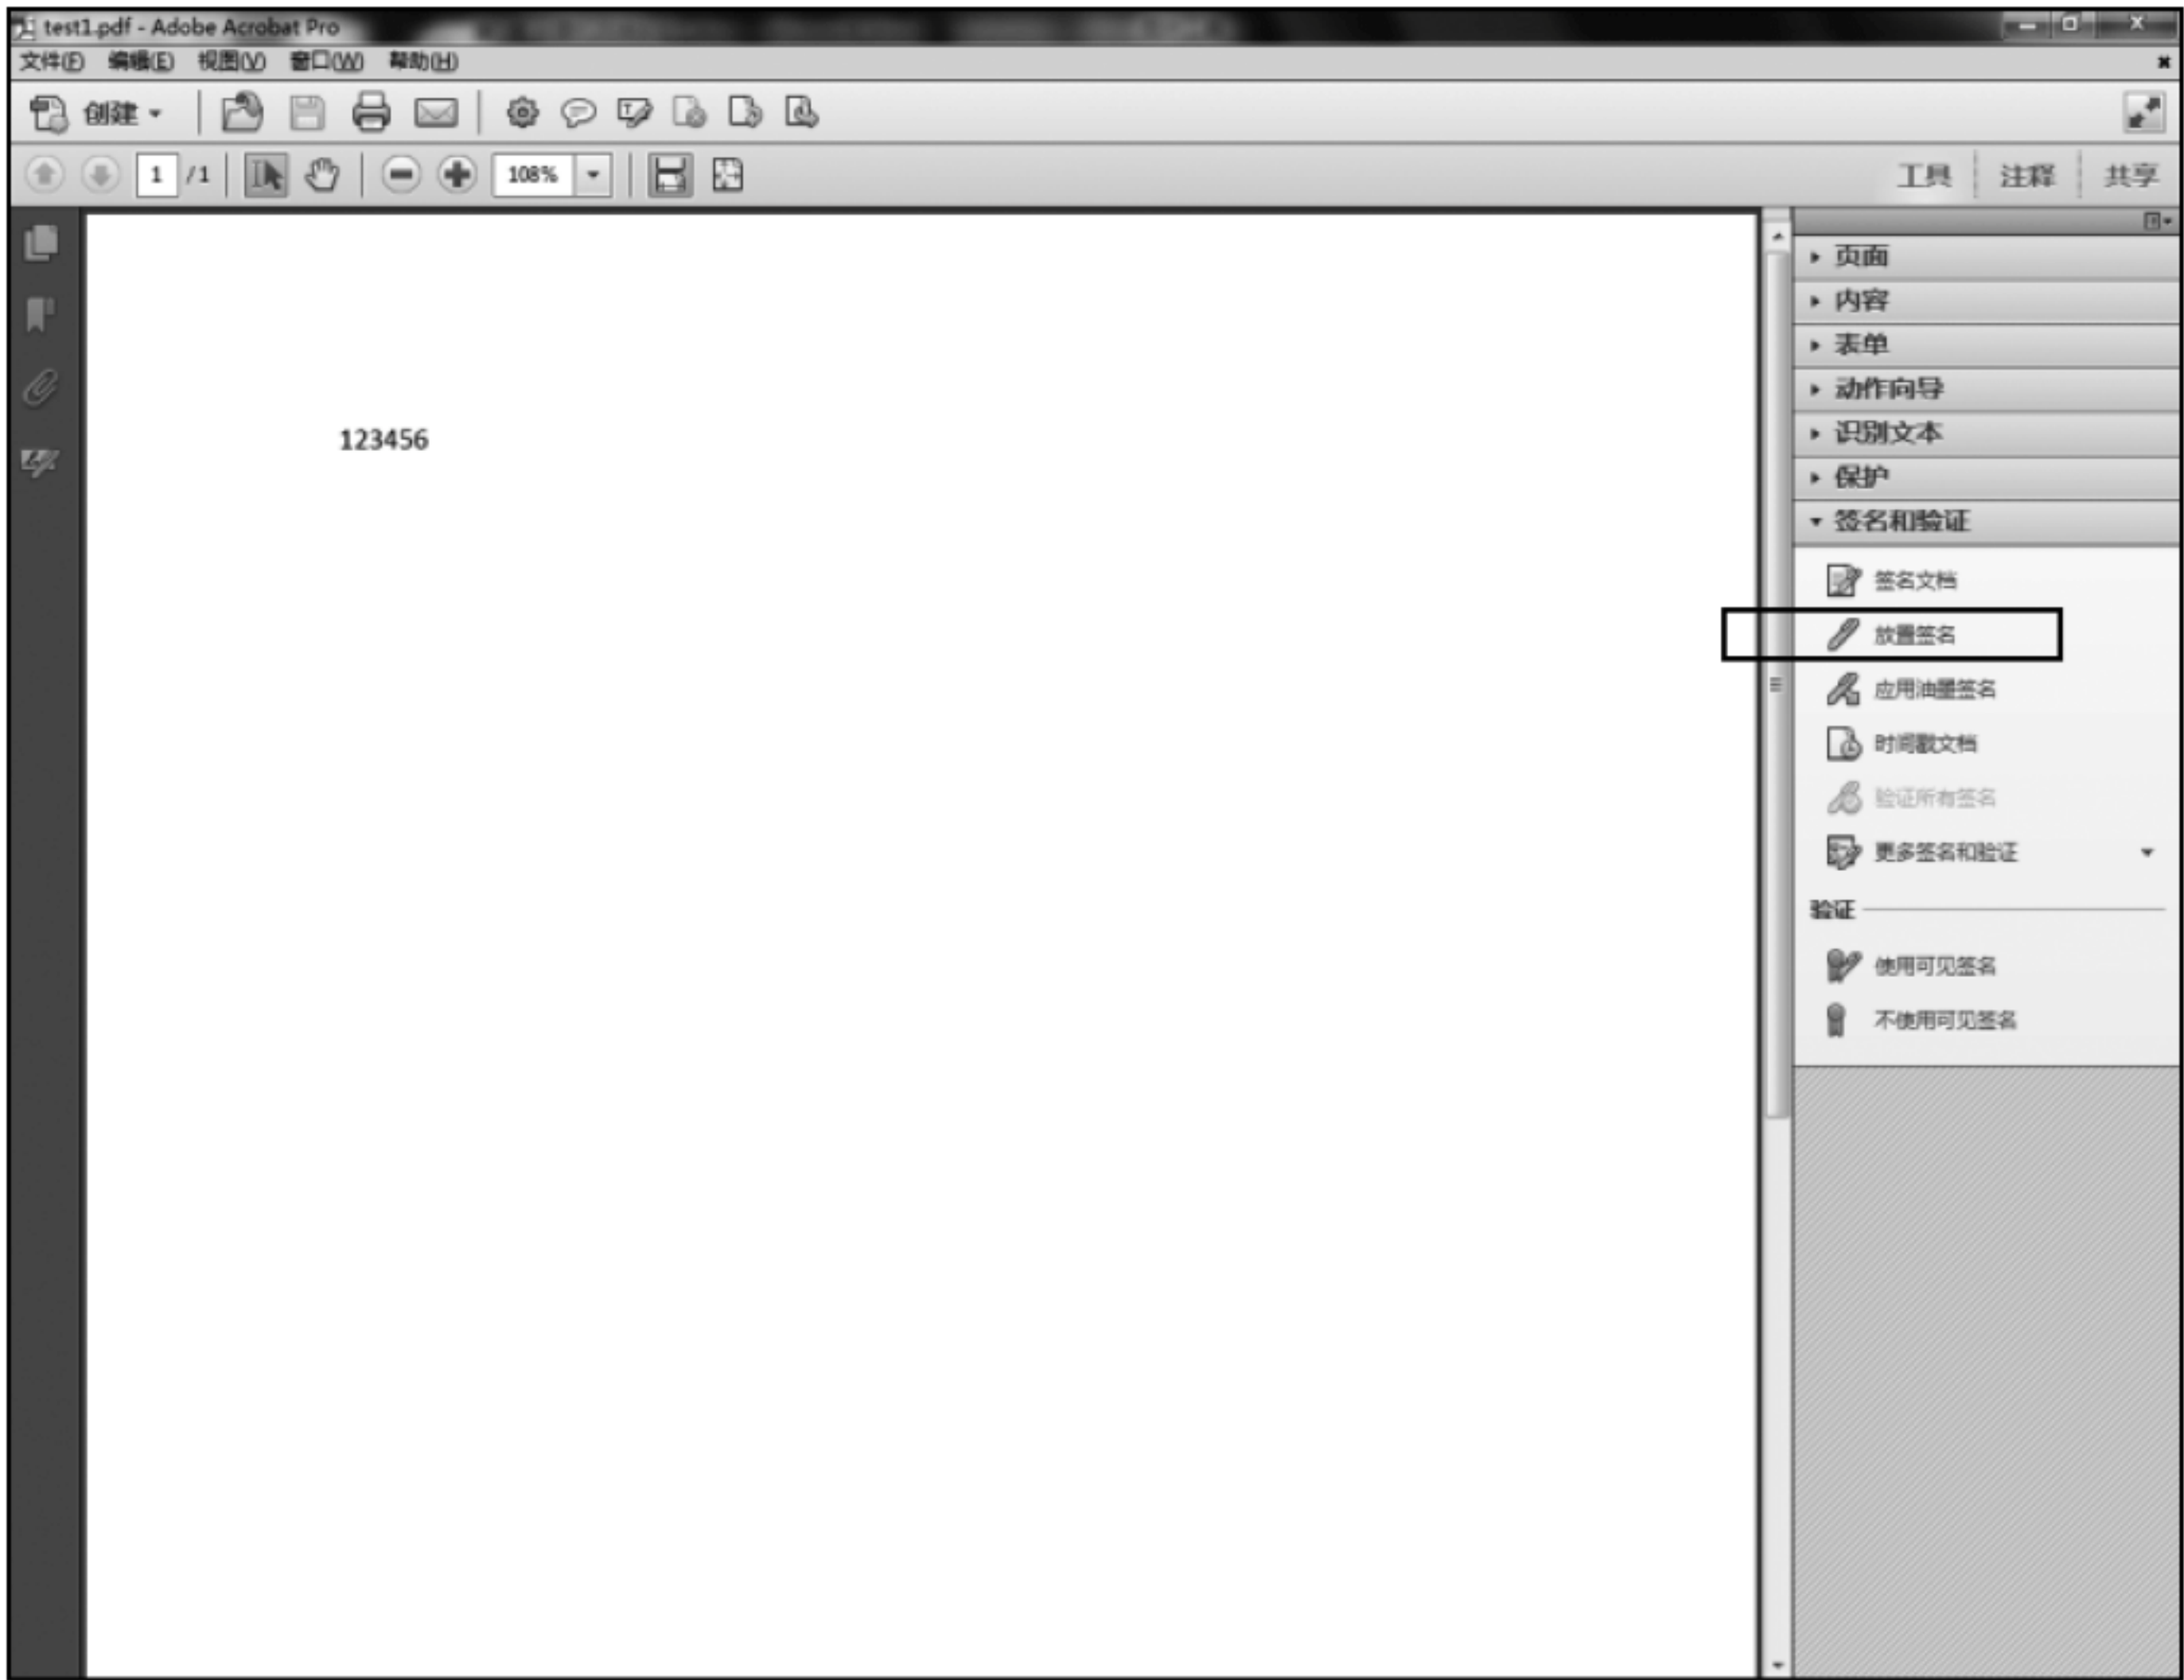 test1.pdf - Adobe Acrobat Pro
文件(F) 编辑(E) 视图(V) 窗口(W) 帮助(H)
创建
1 /1 108% 工具 注释 共享
页面
内容
表单
动作向导
识别文本
保护
签名和验证
签名文档
放置签名
应用油墨签名
时间戳文档
验证所有签名
更多签名和验证
验证
使用可见签名
不使用可见签名
123456